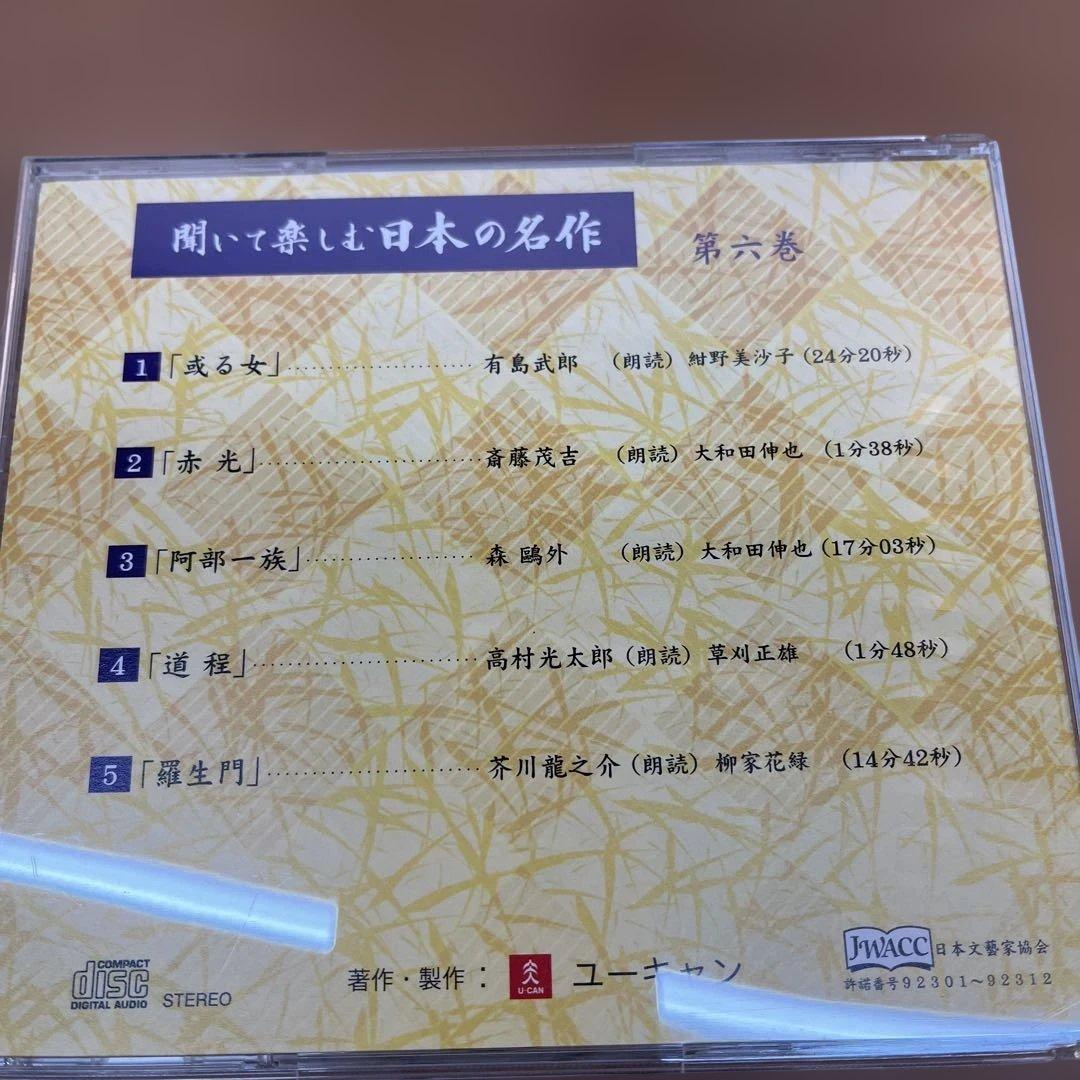 聞いて楽しむ日本の名作 第六巻
1 「或る女」…………………… 有島武郎 （朗読） 紺野美沙子 (24分20秒)
2 「赤 光」…………………… 斎藤茂吉 （朗読） 大和田伸也 (1分38秒)
3 「阿部一族」…………………… 森 鷗外 （朗読） 大和田伸也 (17分03秒)
4 「道 程」…………………… 高村光太郎 （朗読） 草刈正雄 (1分48秒)
5 「羅生門」…………………… 芥川龍之介 （朗読） 柳家花緑 (14分42秒)
COMPACT
disc
DIGITAL AUDIO
STEREO
著作・製作： U-CAN ユーキャン
JWACC 日本文藝家協会
許諾番号92301～92312